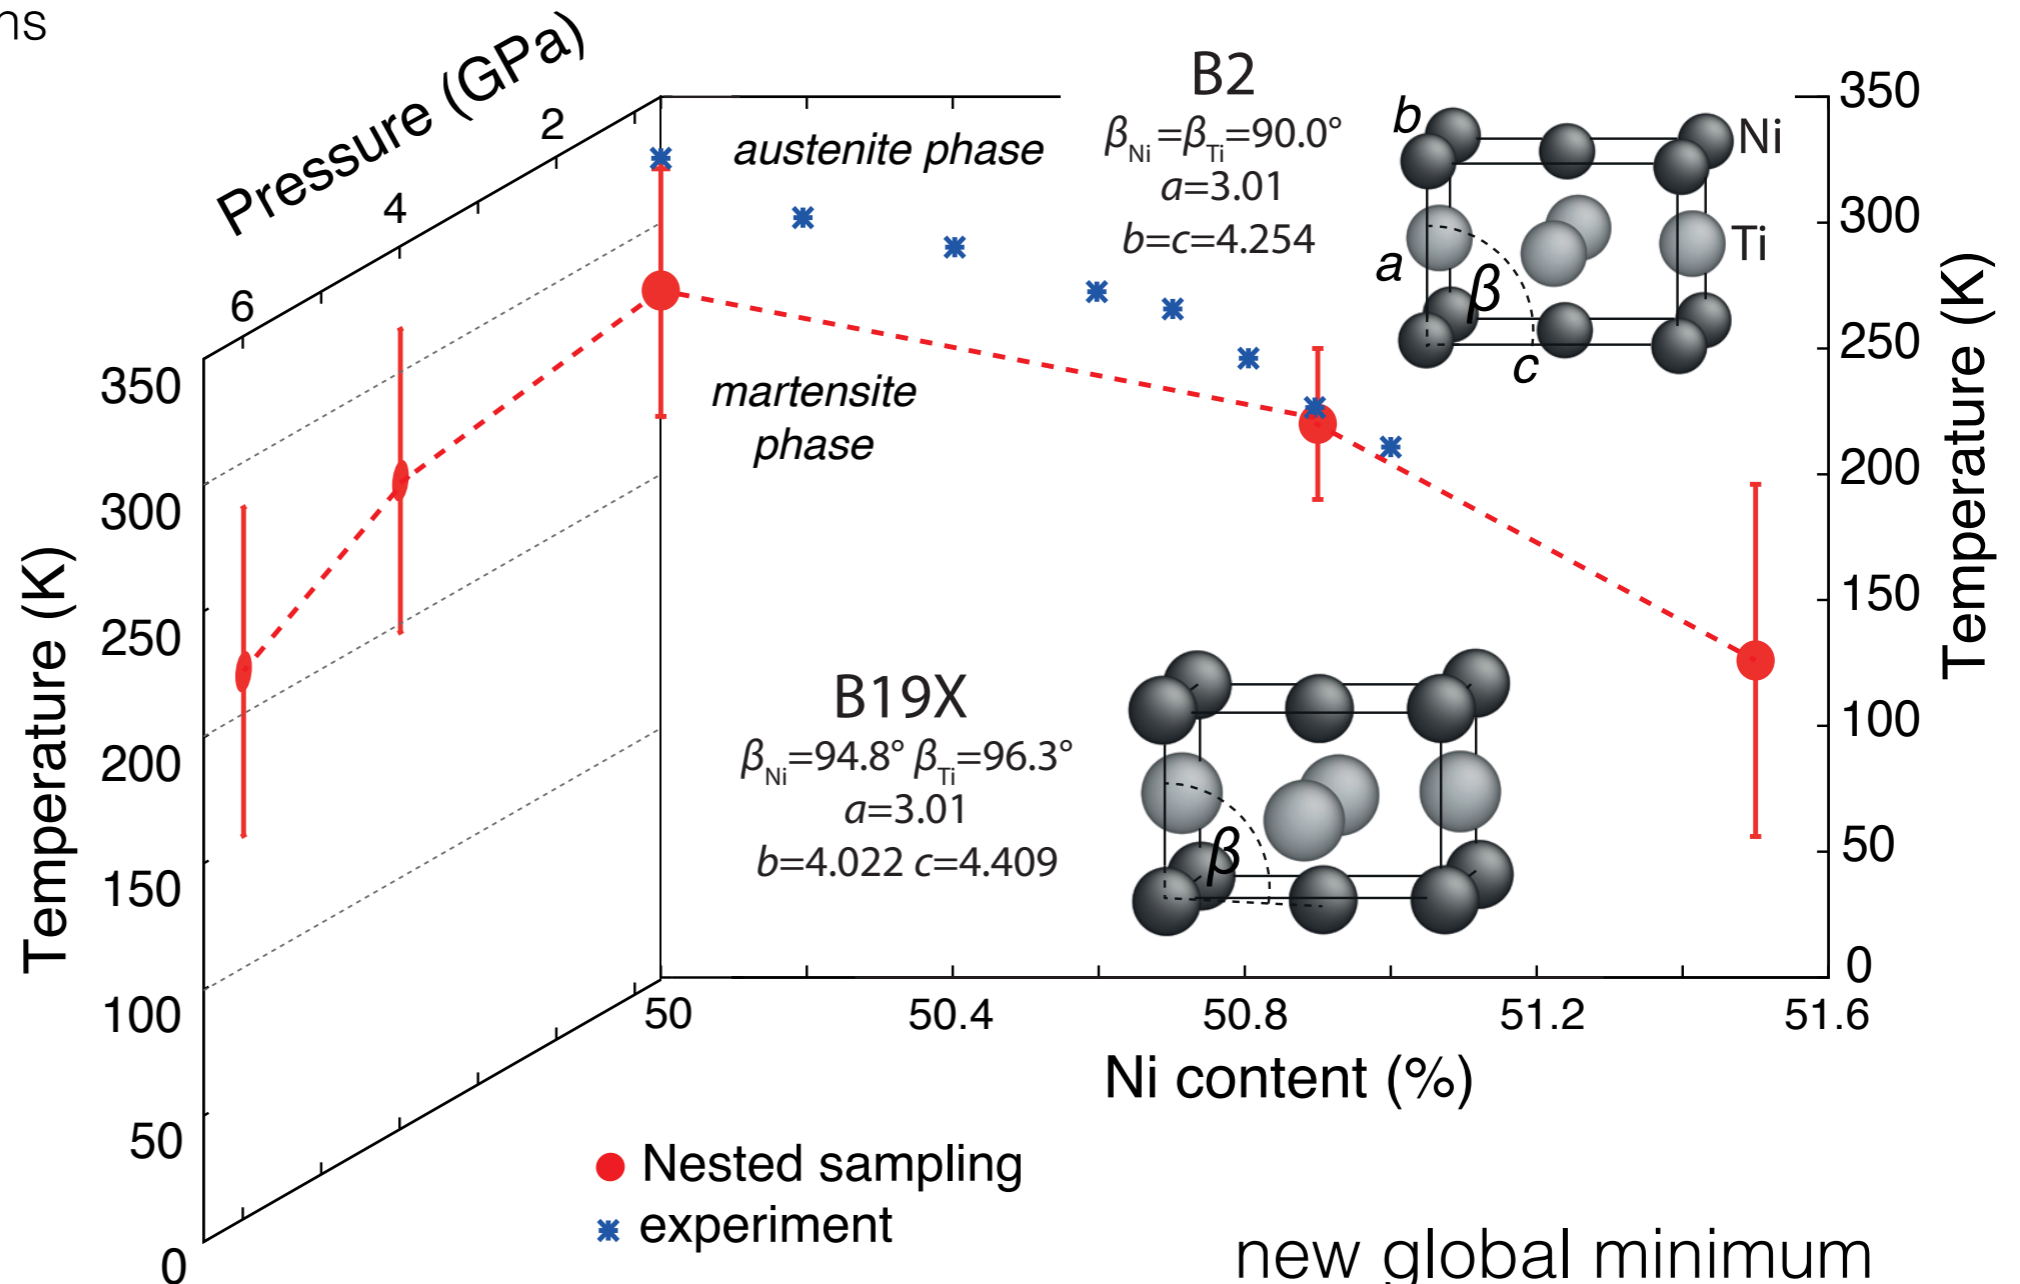 ns
Pressure (GPa)
2
4
6
austenite phase
martensite
phase
B2
βNi=βTi=90.0°
a=3.01
b=c=4.254
b
a
β
c
Ni
Ti
350
300
250
200
150
100
50
0
Temperature (K)
350
300
250
200
150
100
50
0
Temperature (K)
B19X
βNi=94.8° βTi=96.3°
a=3.01
b=4.022 c=4.409
β
50 50.4 50.8 51.2 51.6
Ni content (%)
Nested sampling
experiment
new global minimum